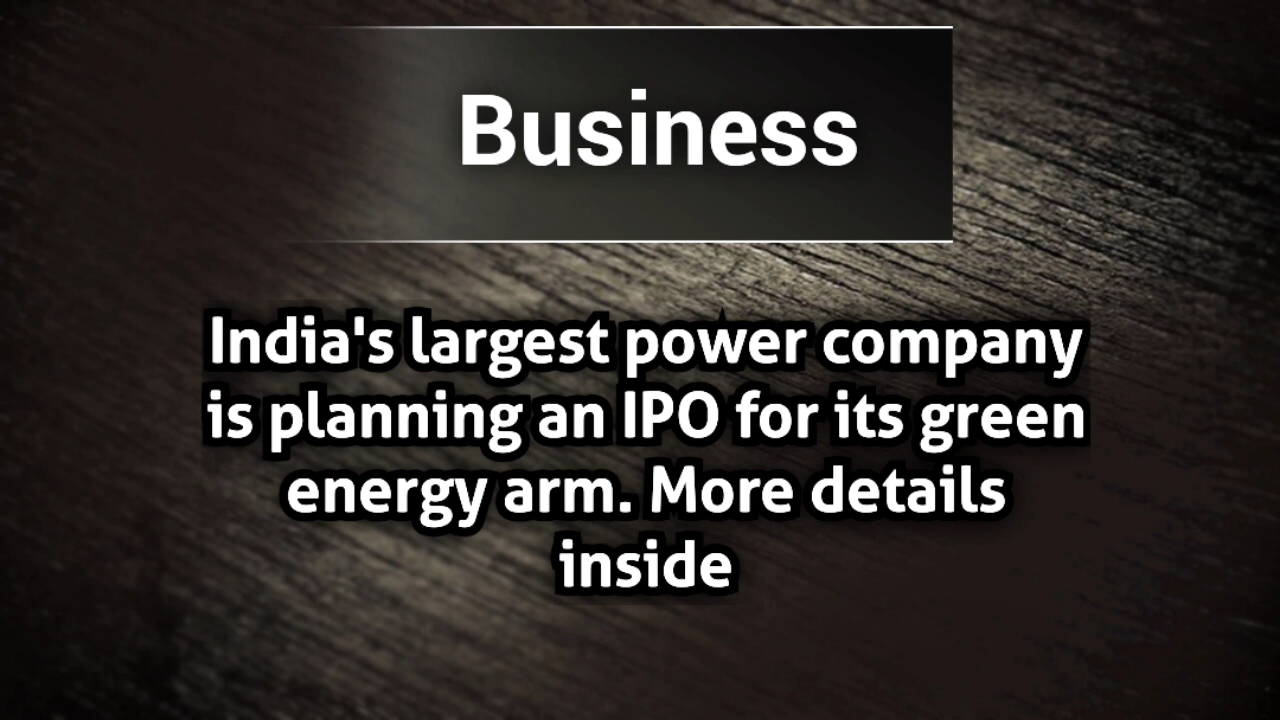 Business
India's largest power company
is planning an IPO for its green
energy arm. More details
inside